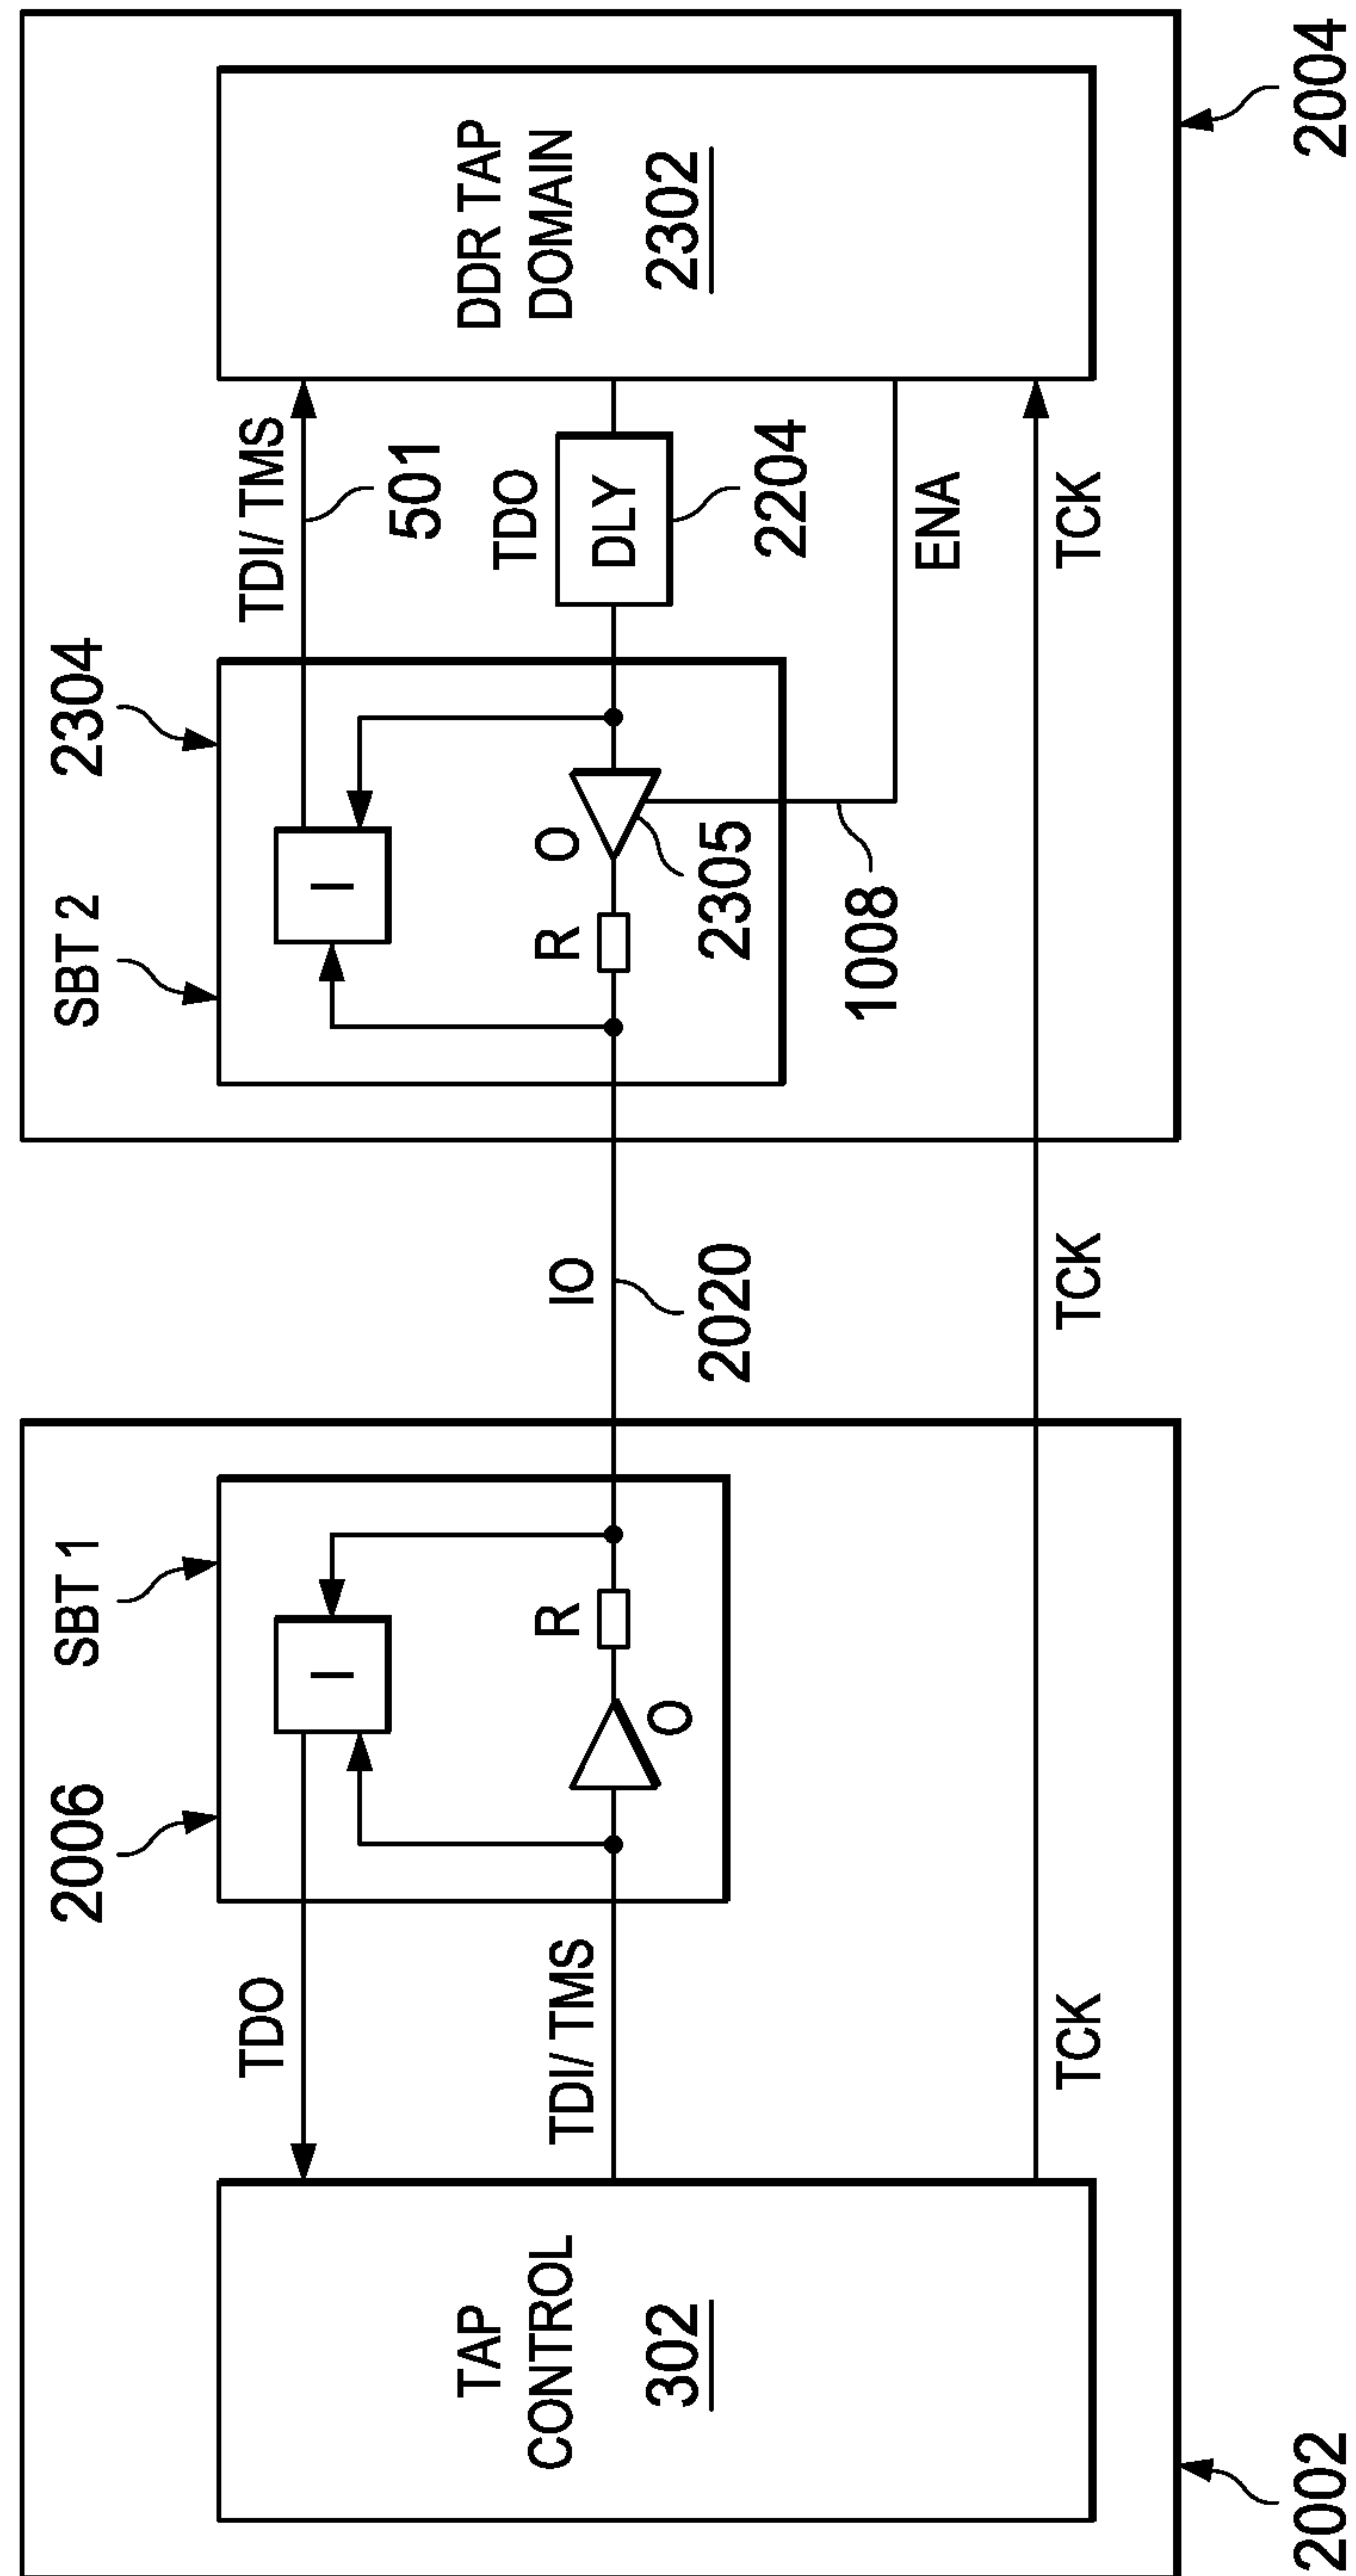 2006
SBT 1
SBT 2
2304
TDO
TDI/ TMS
501
I
I
TAP
CONTROL
302
TDI/ TMS
R
O
IO
2020
R
O
2305
TDO
DLY
2204
DDR TAP
DOMAIN
2302
1008
ENA
TCK
TCK
TCK
2002
2004